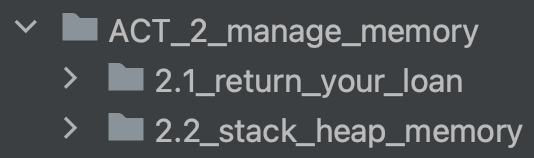 ACT_2_manage_memory
2.1_return_your_loan
2.2_stack_heap_memory